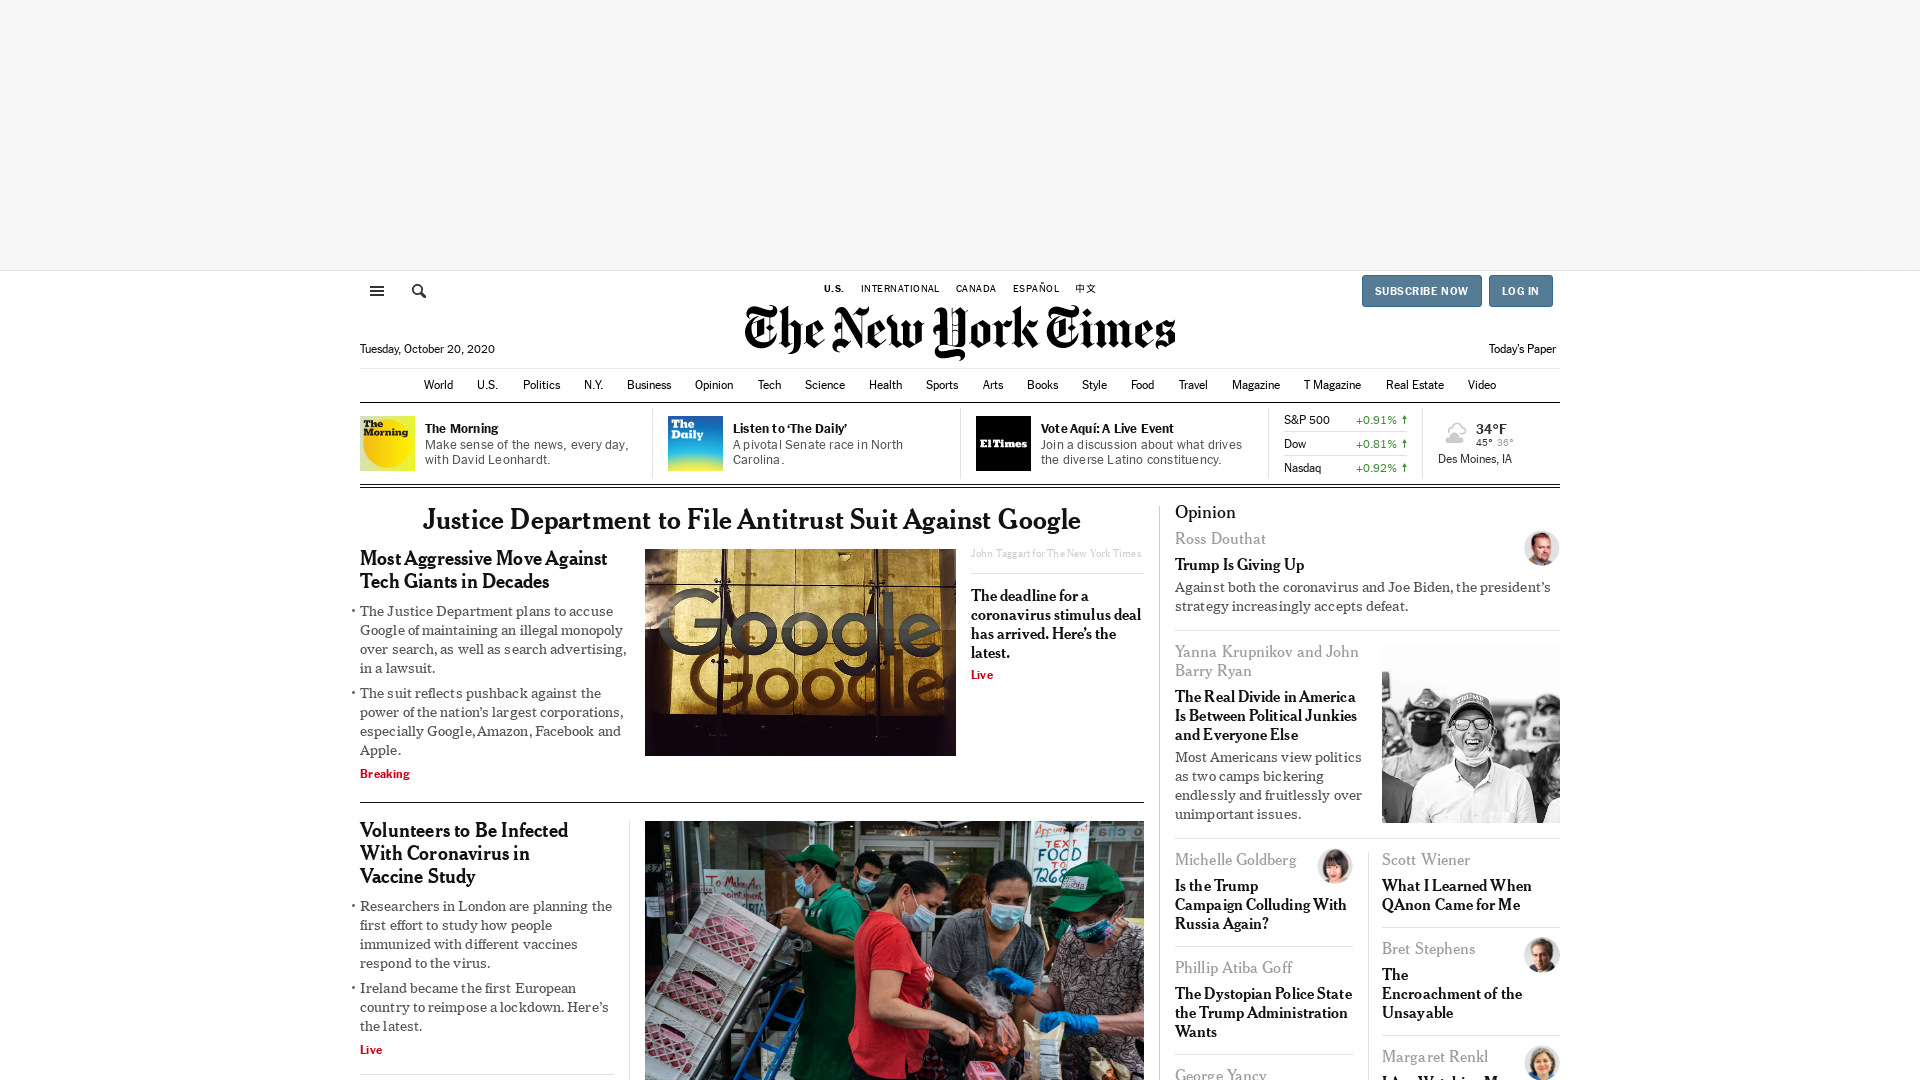 U.S. INTERNATIONAL CANADA ESPAÑOL 中文
SUBSCRIBE NOW LOG IN
The New York Times
Tuesday, October 20, 2020
Today's Paper
World U.S. Politics N.Y. Business Opinion Tech Science Health Sports Arts Books Style Food Travel Magazine T Magazine Real Estate Video
The
Morning
The Morning
Make sense of the news, every day,
with David Leonhardt.
The
Daily
Listen to ‘The Daily’
A pivotal Senate race in North
Carolina.
El Times
Vote Aquí: A Live Event
Join a discussion about what drives
the diverse Latino constituency.
S&P 500 +0.91%
Dow +0.81%
Nasdaq +0.92%
34°F
45° 36°
Des Moines, IA
Justice Department to File Antitrust Suit Against Google
Most Aggressive Move Against
Tech Giants in Decades
The Justice Department plans to accuse
Google of maintaining an illegal monopoly
over search, as well as search advertising,
in a lawsuit.
The suit reflects pushback against the
power of the nation’s largest corporations,
especially Google, Amazon, Facebook and
Apple.
Breaking
Google
Google
John Taggart for The New York Times
The deadline for a
coronavirus stimulus deal
has arrived. Here’s the
latest.
Live
Volunteers to Be Infected
With Coronavirus in
Vaccine Study
Researchers in London are planning the
first effort to study how people
immunized with different vaccines
respond to the virus.
Ireland became the first European
country to reimpose a lockdown. Here’s
the latest.
Live
To Make An
TEXT
FOOD
TO
Opinion
Ross Douthat
Trump Is Giving Up
Against both the coronavirus and Joe Biden, the president’s
strategy increasingly accepts defeat.
Yanna Krupnikov and John
Barry Ryan
The Real Divide in America
Is Between Political Junkies
and Everyone Else
Most Americans view politics
as two camps bickering
endlessly and fruitlessly over
unimportant issues.
Michelle Goldberg
Is the Trump
Campaign Colluding With
Russia Again?
Phillip Atiba Goff
The Dystopian Police State
the Trump Administration
Wants
George Yancy
Scott Wiener
What I Learned When
QAnon Came for Me
Bret Stephens
The
Encroachment of the
Unsayable
Margaret Renkl